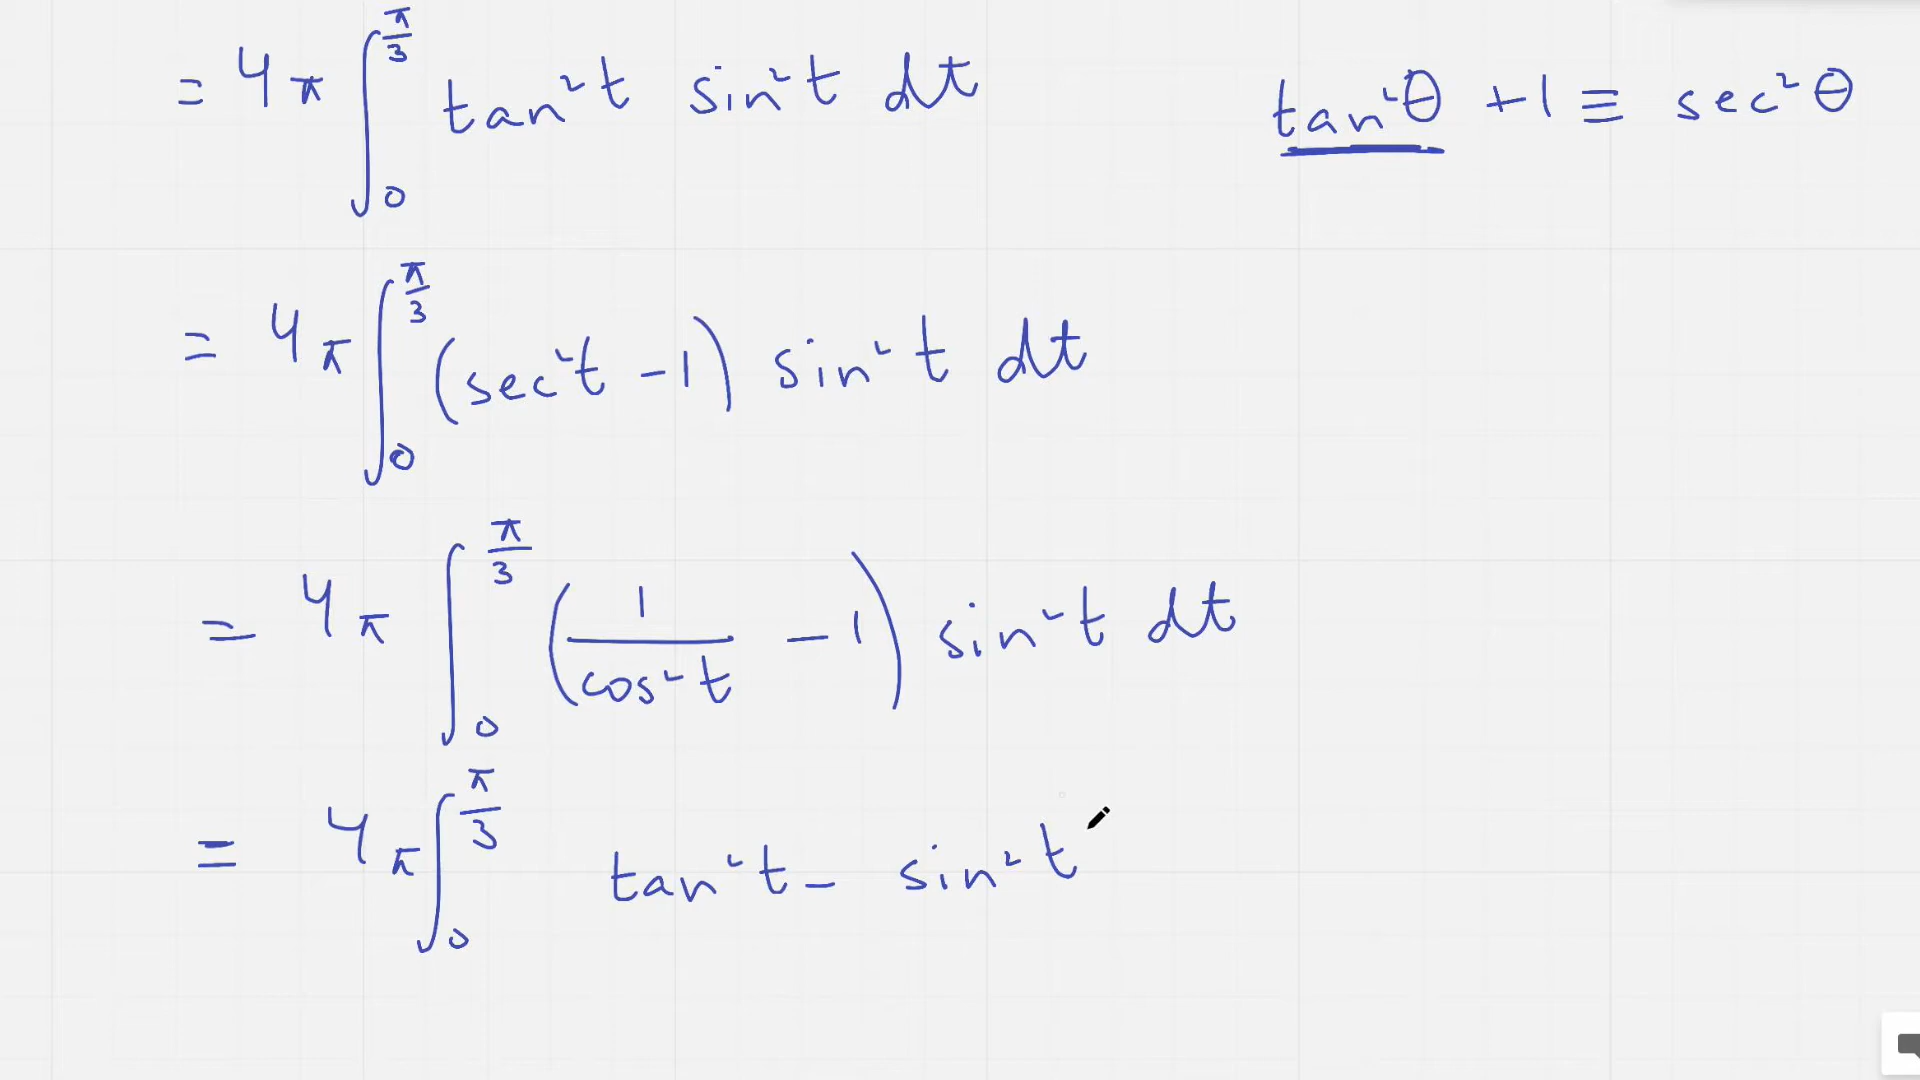 = 4π ∫₀^(π/3) tan²t sin²t dt
tan²θ + 1 ≡ sec²θ
= 4π ∫₀^(π/3) (sec²t − 1) sin²t dt
= 4π ∫₀^(π/3) (1/cos²t − 1) sin²t dt
= 4π ∫₀^(π/3) tan²t − sin²t